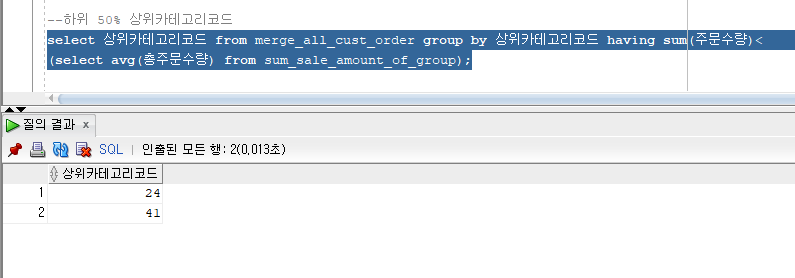 --하위 50% 상위카테고리코드
select 상위카테고리코드 from merge_all_cust_order group by 상위카테고리코드 having sum(주문수량)<
(select avg(총주문수량) from sum_sale_amount_of_group);
질의 결과 x
SQL | 인출된 모든 행: 2(0,013초)
상위카테고리코드
1 24
2 41